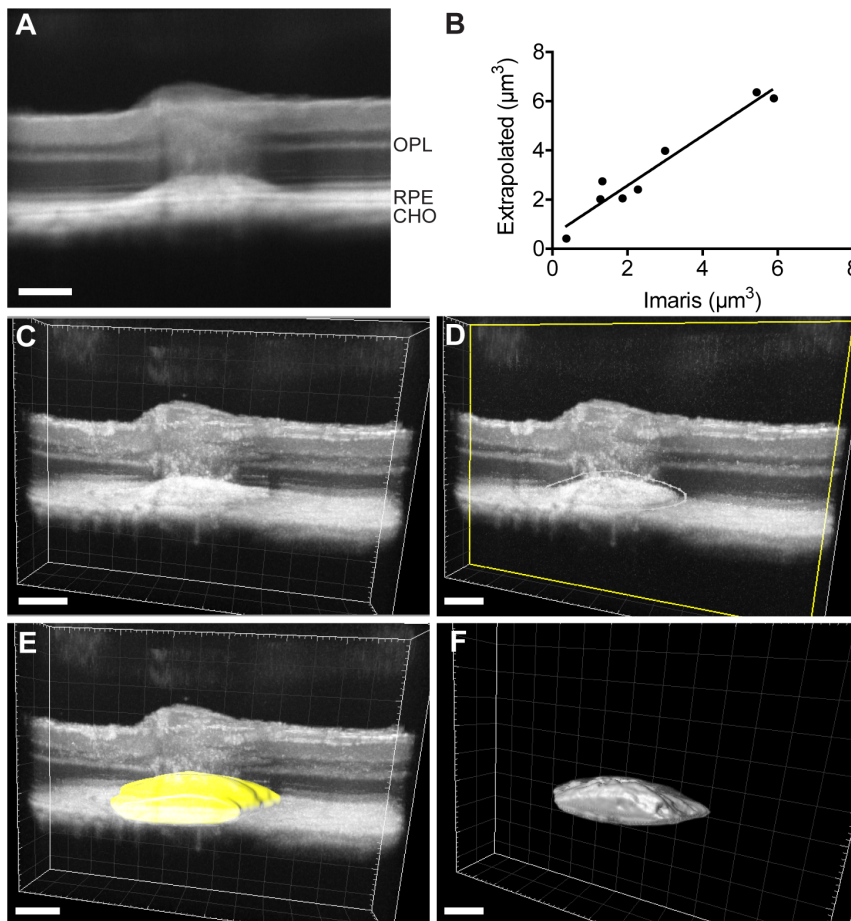 A
OPL
RPE
CHO
B
Extrapolated (µm³)
8
6
4
2
0
0 2 4 6 8
Imaris (µm³)
C
D
E
F